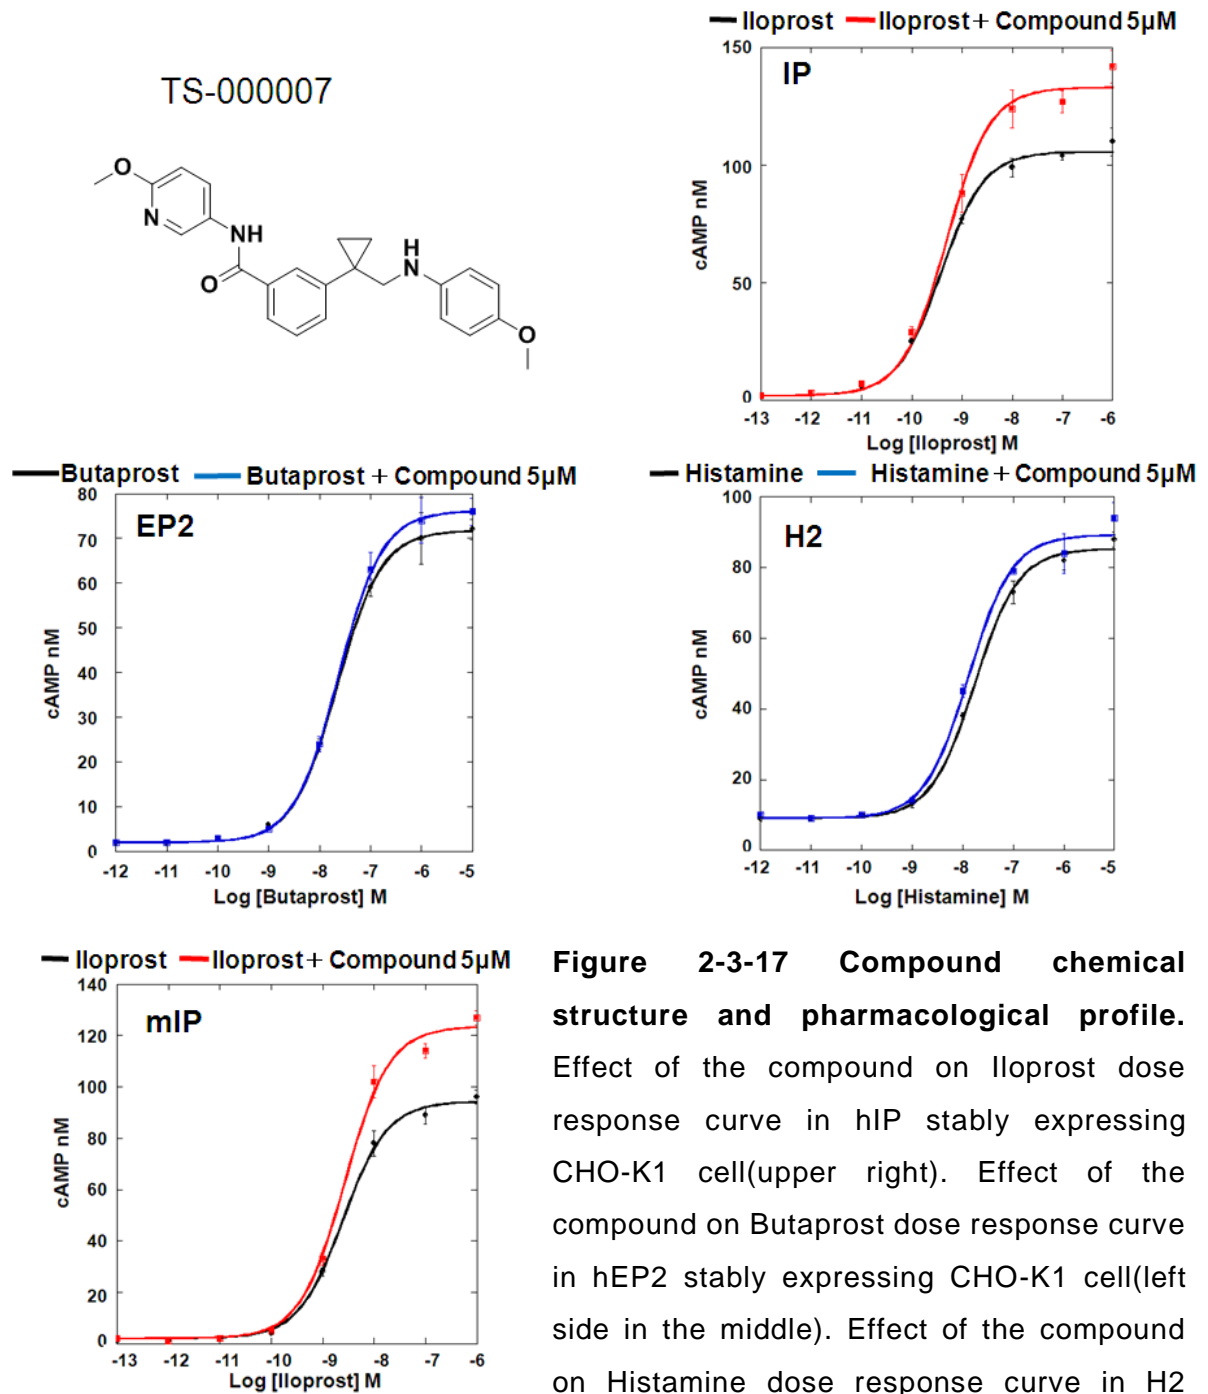 TS-000007
O
N
NH
O
H
N
O
Iloprost Iloprost+ Compound 5μM
IP
150
100
50
0
cAMP nM
-13 -12 -11 -10 -9 -8 -7 -6
Log [Iloprost] M
Butaprost Butaprost + Compound 5μM
EP2
80
70
60
50
40
30
20
10
0
cAMP nM
-12 -11 -10 -9 -8 -7 -6 -5
Log [Butaprost] M
Histamine Histamine + Compound 5μM
H2
100
80
60
40
20
0
cAMP nM
-12 -11 -10 -9 -8 -7 -6 -5
Log [Histamine] M
Iloprost Iloprost + Compound 5μM
mIP
140
120
100
80
60
40
20
0
cAMP nM
-13 -12 -11 -10 -9 -8 -7 -6
Log [Iloprost] M
Figure 2-3-17 Compound chemical
structure and pharmacological profile.
Effect of the compound on Iloprost dose
response curve in hIP stably expressing
CHO-K1 cell(upper right). Effect of the
compound on Butaprost dose response curve
in hEP2 stably expressing CHO-K1 cell(left
side in the middle). Effect of the compound
on Histamine dose response curve in H2